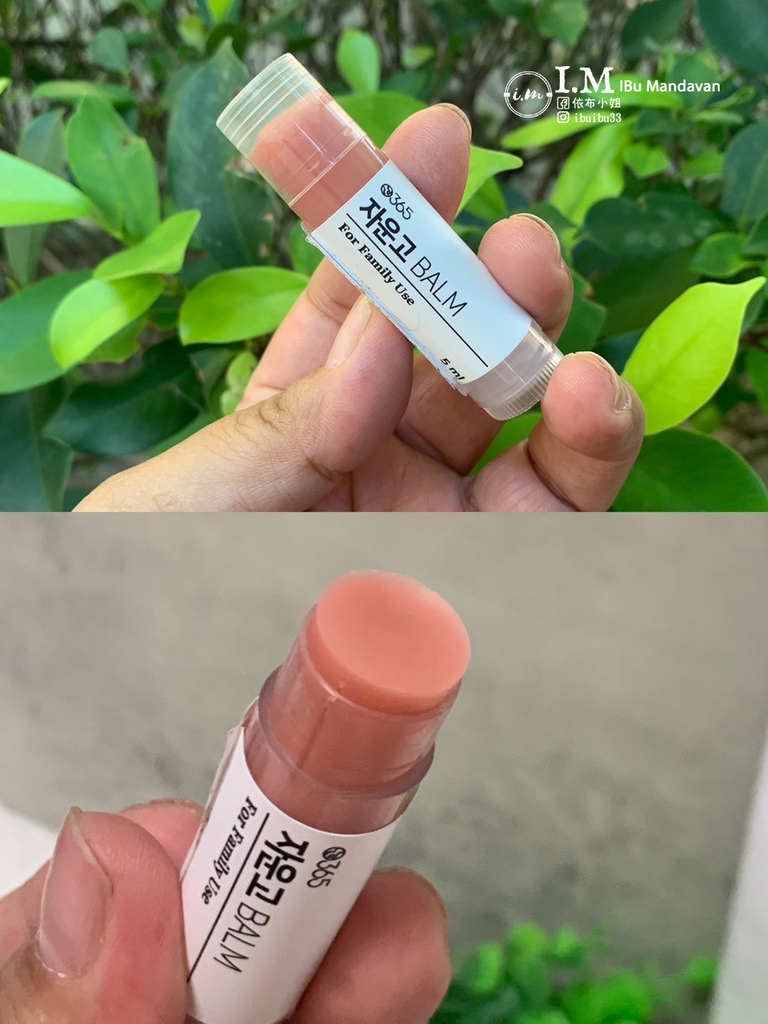 i.m
I.M IBu Mandavan
依布小姐
ibuibu33
365
자운고 BALM
For Family Use
5 ml
365
자운고 BALM
For Family Use